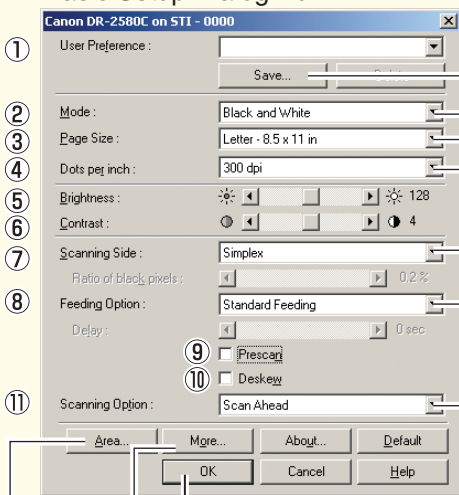 Canon DR-2580C on STI - 0000
① User Preference :
Save... Delete
② Mode : Black and White
③ Page Size : Letter - 8.5 x 11 in
④ Dots per inch : 300 dpi
⑤ Brightness : 128
⑥ Contrast : 4
⑦ Scanning Side : Simplex
Ratio of black pixels : 0.2 %
⑧ Feeding Option : Standard Feeding
Delay : 0 sec
⑨ Prescan
⑩ Deskew
⑪ Scanning Option : Scan Ahead
Area... More... About... Default
OK Cancel Help